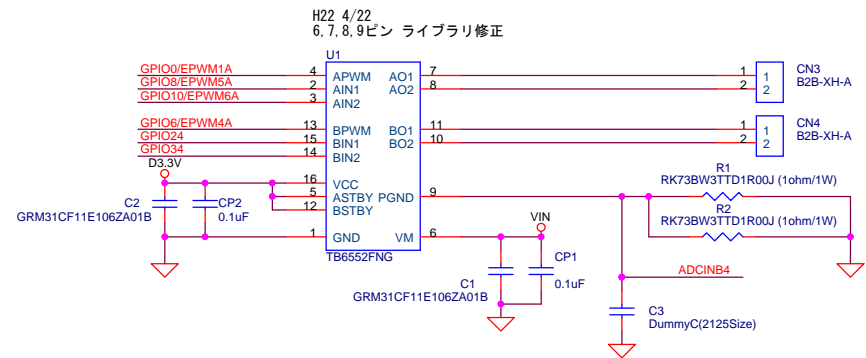 H22 4/22
6,7,8,9ピン ライブラリ修正
U1
GPIO0/EPWM1A 4 APWM AO1 7 1 1 CN3
GPIO8/EPWM5A 2 AIN1 AO2 8 2 2 B2B-XH-A
GPIO10/EPWM6A 3 AIN2
GPIO6/EPWM4A 13 BPWM BO1 11 1 1 CN4
GPIO24 15 BIN1 BO2 10 2 2 B2B-XH-A
GPIO34 14 BIN2
D3.3V
16 VCC
5 ASTBY PGND 9
12 BSTBY
1 GND VM 6
TB6552FNG
C2
GRM31CF11E106ZA01B
CP2
0.1uF
R1
RK73BW3TTD1R00J (1ohm/1W)
R2
RK73BW3TTD1R00J (1ohm/1W)
VIN
ADCINB4
C1
GRM31CF11E106ZA01B
CP1
0.1uF
C3
DummyC(2125Size)